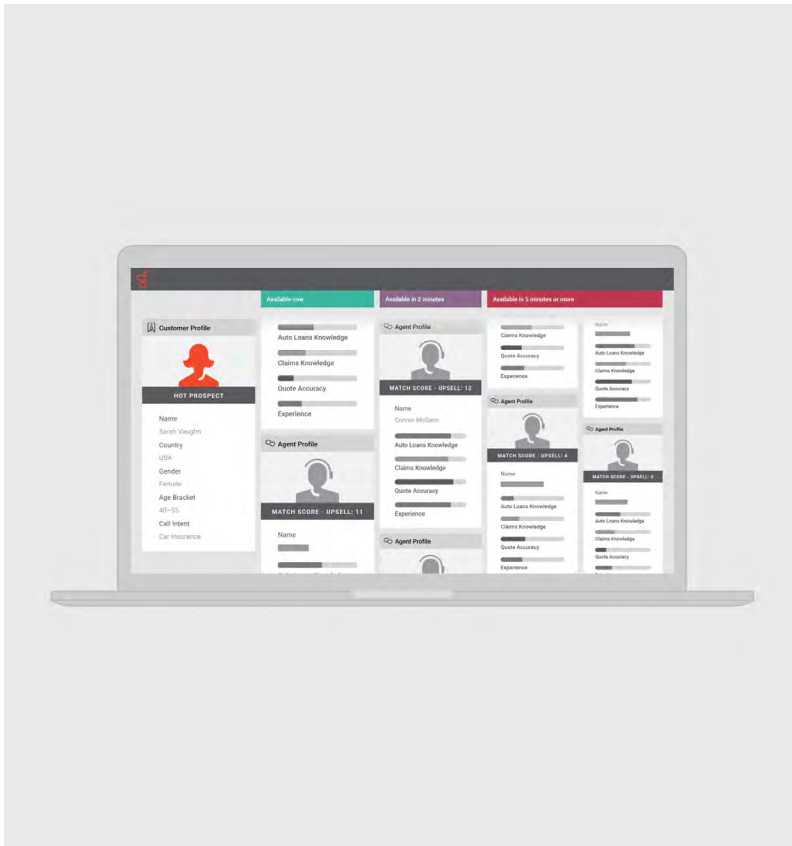 Available now
Available in 2 minutes
Available in 5 minutes or more
Customer Profile
HOT PROSPECT
Name
Sarah Vaughn
Country
USA
Gender
Female
Age Bracket
40–55
Call Intent
Car Insurance
Auto Loans Knowledge
Claims Knowledge
Quote Accuracy
Experience
Agent Profile
MATCH SCORE - UPSELL: 11
Name
Agent Profile
MATCH SCORE - UPSELL: 12
Name
Connor McGann
Auto Loans Knowledge
Claims Knowledge
Quote Accuracy
Experience
Agent Profile
Claims Knowledge
Quote Accuracy
Experience
Agent Profile
MATCH SCORE - UPSELL: 4
Name
Auto Loans Knowledge
Claims Knowledge
Quote Accuracy
Experience
Name
Auto Loans Knowledge
Claims Knowledge
Quote Accuracy
Experience
Agent Profile
MATCH SCORE - UPSELL:
Name
Auto Loans Knowledge
Claims Knowledge
Quote Accuracy